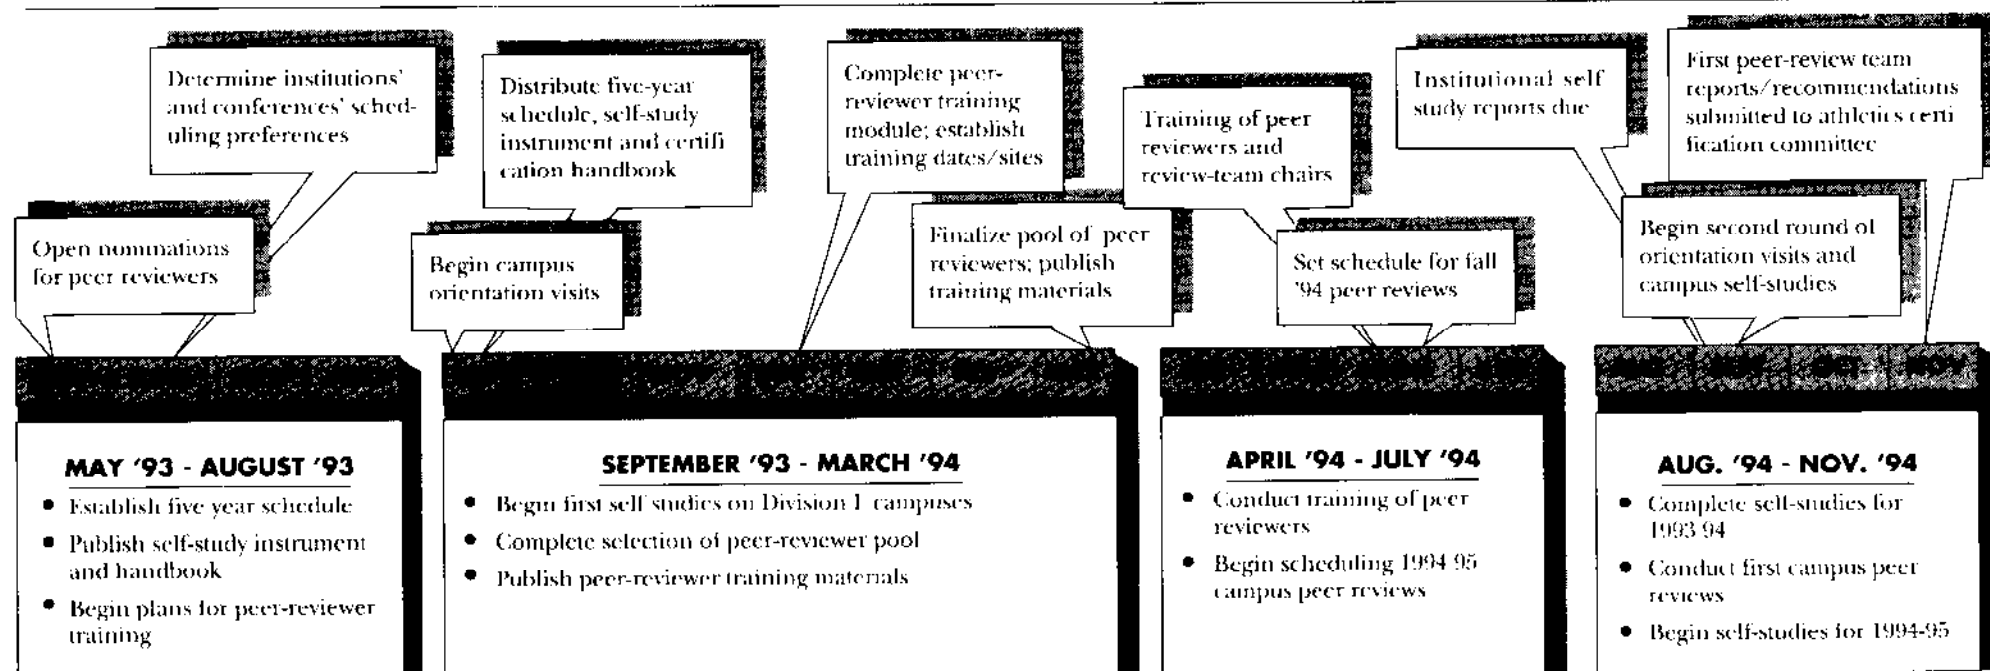 Determine institutions'
and conferences' sched-
uling preferences
Distribute five-year
schedule, self-study
instrument and certifi
cation handbook
Complete peer-
reviewer training
module; establish
training dates/sites
Training of peer
reviewers and
review-team chairs
Institutional self
study reports due
First peer-review team
reports/recommendations
submitted to athletics certi
fication committee
Open nominations
for peer reviewers
Begin campus
orientation visits
Finalize pool of peer
reviewers; publish
training materials
Set schedule for fall
'94 peer reviews
Begin second round of
orientation visits and
campus self-studies
MAY '93 - AUGUST '93
• Establish five year schedule
• Publish self-study instrument
and handbook
• Begin plans for peer-reviewer
training
SEPTEMBER '93 - MARCH '94
• Begin first self studies on Division I campuses
• Complete selection of peer-reviewer pool
• Publish peer-reviewer training materials
APRIL '94 - JULY '94
• Conduct training of peer
reviewers
• Begin scheduling 1994-95
campus peer reviews
AUG. '94 - NOV. '94
• Complete self-studies for
1993-94
• Conduct first campus peer
reviews
• Begin self-studies for 1994-95